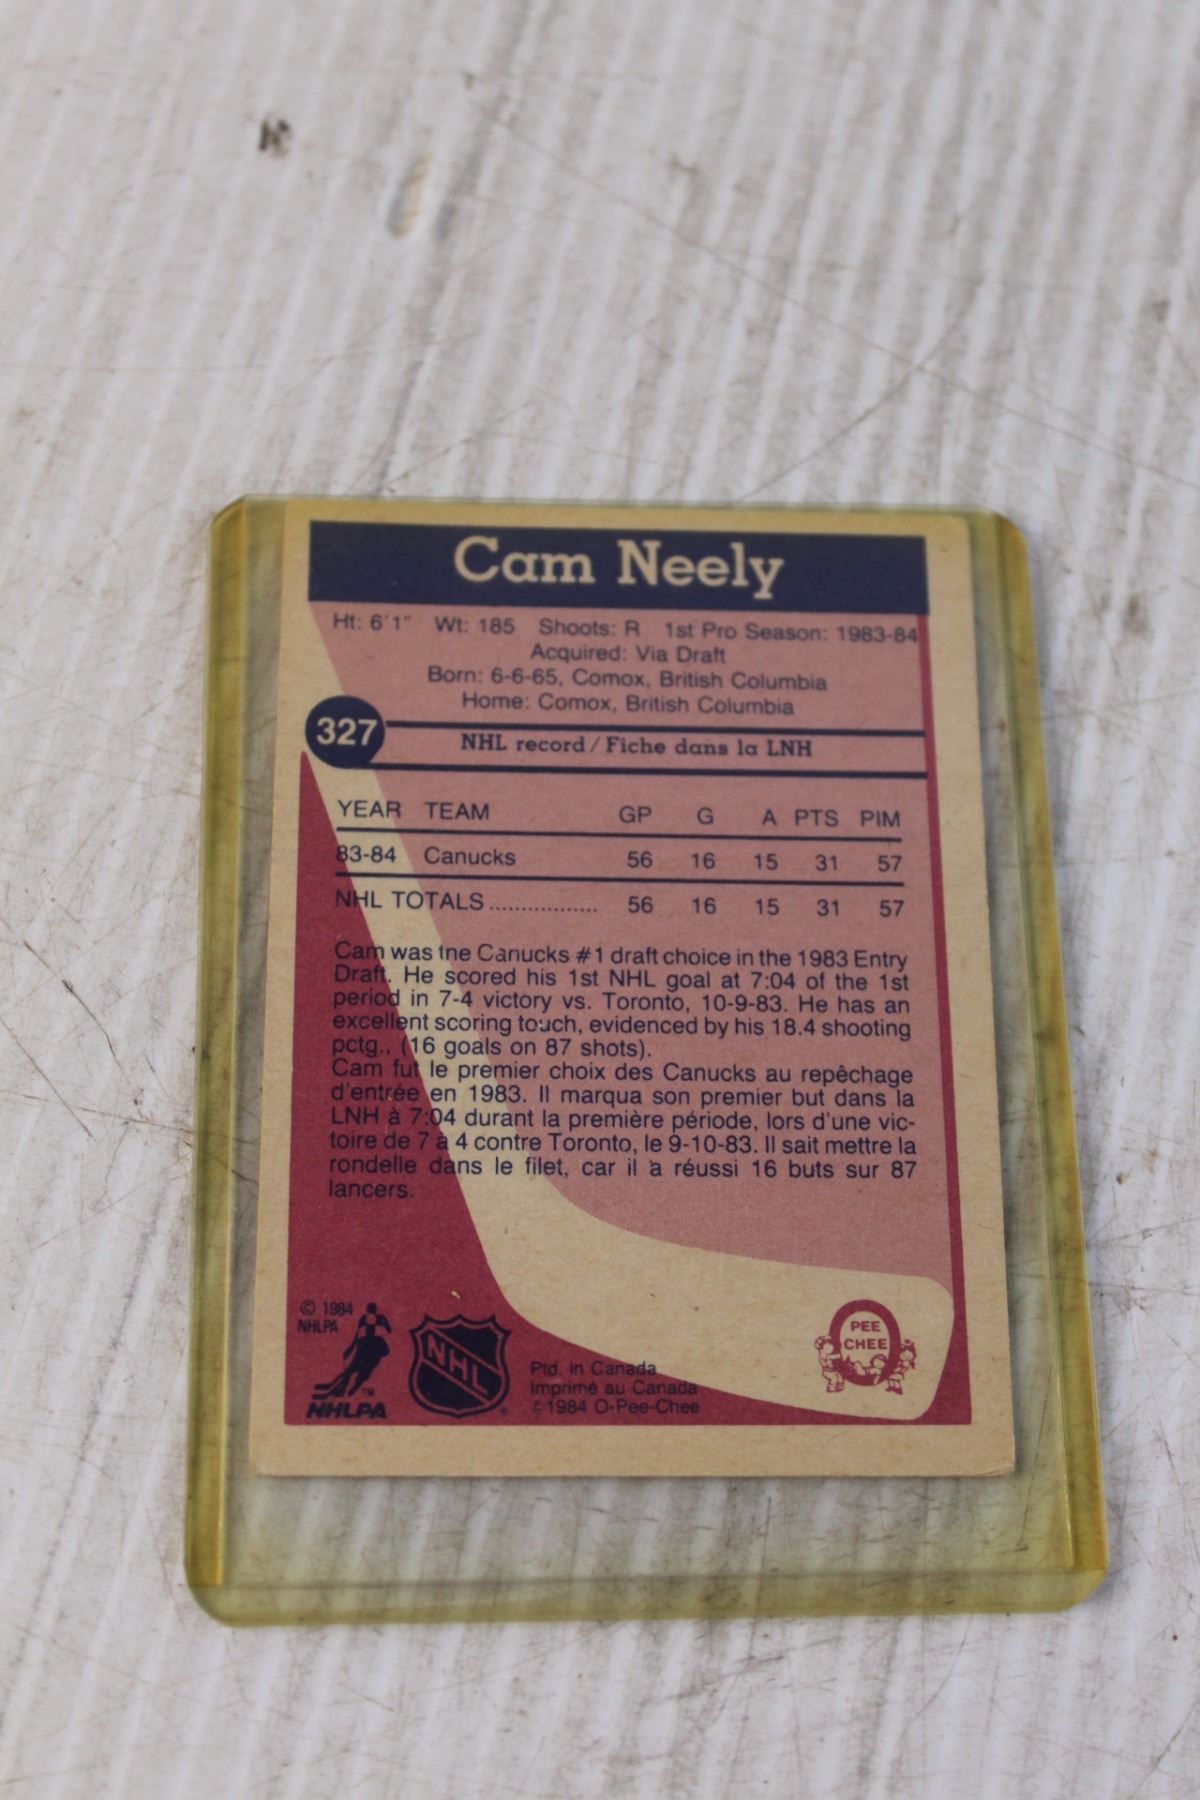 Cam Neely
Ht: 6'1" Wt: 185 Shoots: R 1st Pro Season: 1983-84
Acquired: Via Draft
Born: 6-6-65, Comox, British Columbia
Home: Comox, British Columbia
327
NHL record/Fiche dans la LNH
YEAR TEAM GP G A PTS PIM
83-84 Canucks 56 16 15 31 57
NHL TOTALS.................. 56 16 15 31 57
Cam was the Canucks #1 draft choice in the 1983 Entry
Draft. He scored his 1st NHL goal at 7:04 of the 1st
period in 7-4 victory vs. Toronto, 10-9-83. He has an
excellent scoring touch, evidenced by his 18.4 shooting
pctg., (16 goals on 87 shots).
Cam fut le premier choix des Canucks au repêchage
d'entrée en 1983. Il marqua son premier but dans la
LNH à 7:04 durant la première période, lors d'une vic-
toire de 7 à 4 contre Toronto, le 9-10-83. Il sait mettre la
rondelle dans le filet, car il a réussi 16 buts sur 87
lancers.
© 1984
NHLPA
TM
NHLPA
NHL
Ptd. in Canada
Imprimé au Canada
©1984 O-Pee-Chee
PEE
CHEE